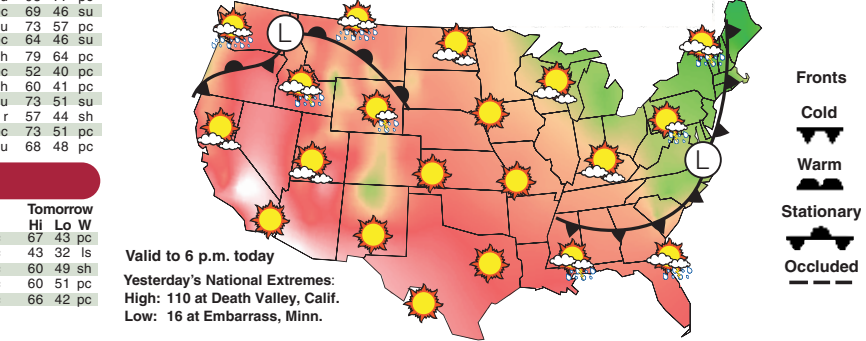 c 69 46 su
u 73 57 pc
c 64 46 su
h 79 64 pc
c 52 40 pc
h 60 41 pc
u 73 51 su
r 57 44 sh
c 73 51 pc
u 68 48 pc
Tomorrow
Hi Lo W
67 43 pc
43 32 ls
60 49 sh
60 51 pc
66 42 pc
L
L
Valid to 6 p.m. today
Yesterday's National Extremes:
High: 110 at Death Valley, Calif.
Low: 16 at Embarrass, Minn.
Fronts
Cold
Warm
Stationary
Occluded